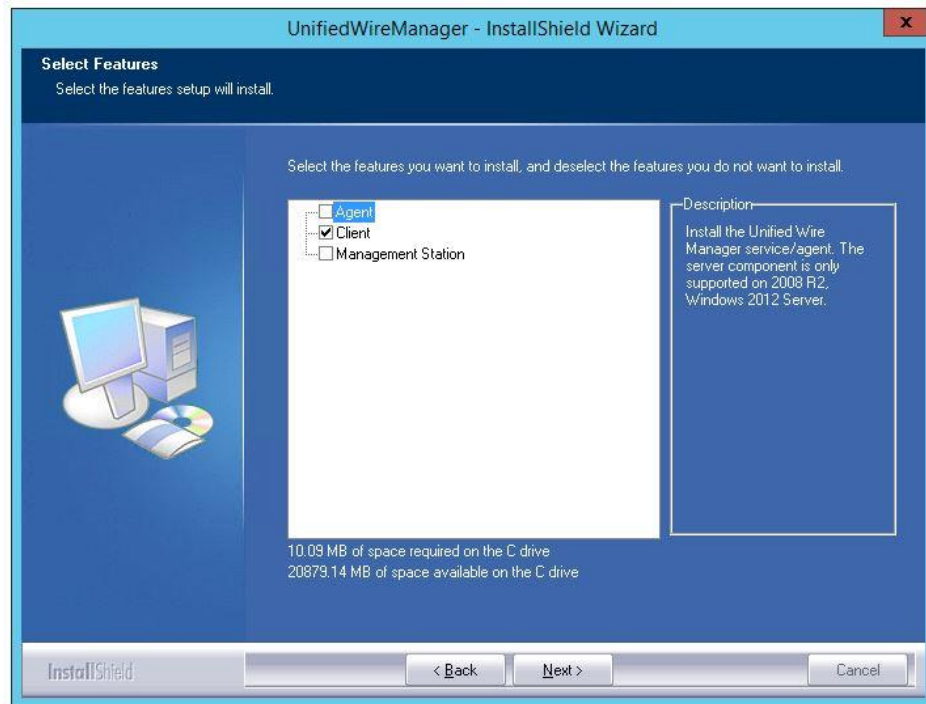 UnifiedWireManager - InstallShield Wizard
x
Select Features
Select the features setup will install.
Select the features you want to install, and deselect the features you do not want to install.
Agent
Client
Management Station
Description
Install the Unified Wire
Manager service/agent. The
server component is only
supported on 2008 R2,
Windows 2012 Server.
10.09 MB of space required on the C drive
20879.14 MB of space available on the C drive
InstallShield
< Back
Next >
Cancel